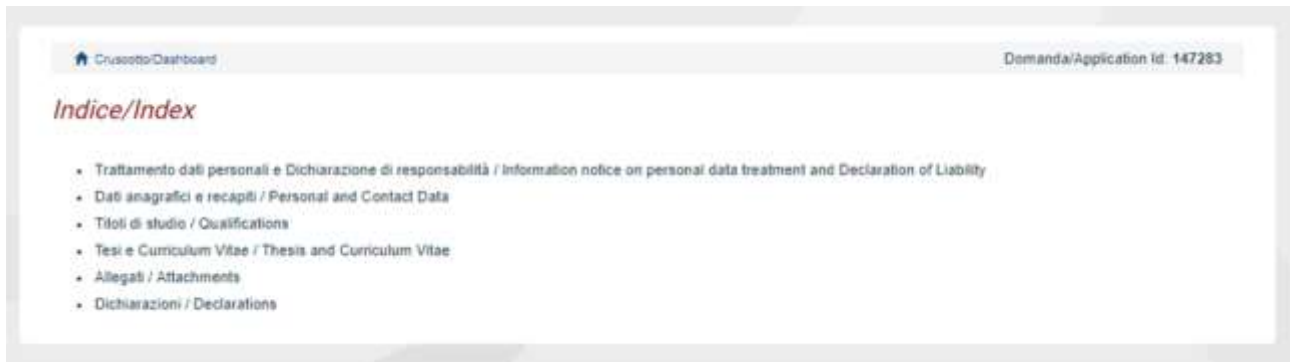 Cruscotto/Dashboard
Domanda/Application Id: 147283
Indice/Index
Trattamento dati personali e Dichiarazione di responsabilità / Information notice on personal data treatment and Declaration of Liability
Dati anagrafici e recapiti / Personal and Contact Data
Titoli di studio / Qualifications
Tesi e Curriculum Vitae / Thesis and Curriculum Vitae
Allegati / Attachments
Dichiarazioni / Declarations